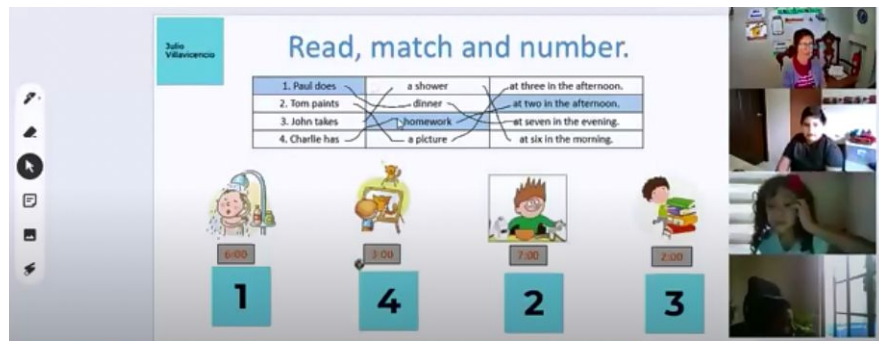 Julio
Villavicencio
Read, match and number.
1. Paul does a shower at three in the afternoon.
2. Tom paints dinner at two in the afternoon.
3. John takes homework at seven in the evening.
4. Charlie has a picture at six in the morning.
6:00 3:00 7:00 2:00
1 4 2 3